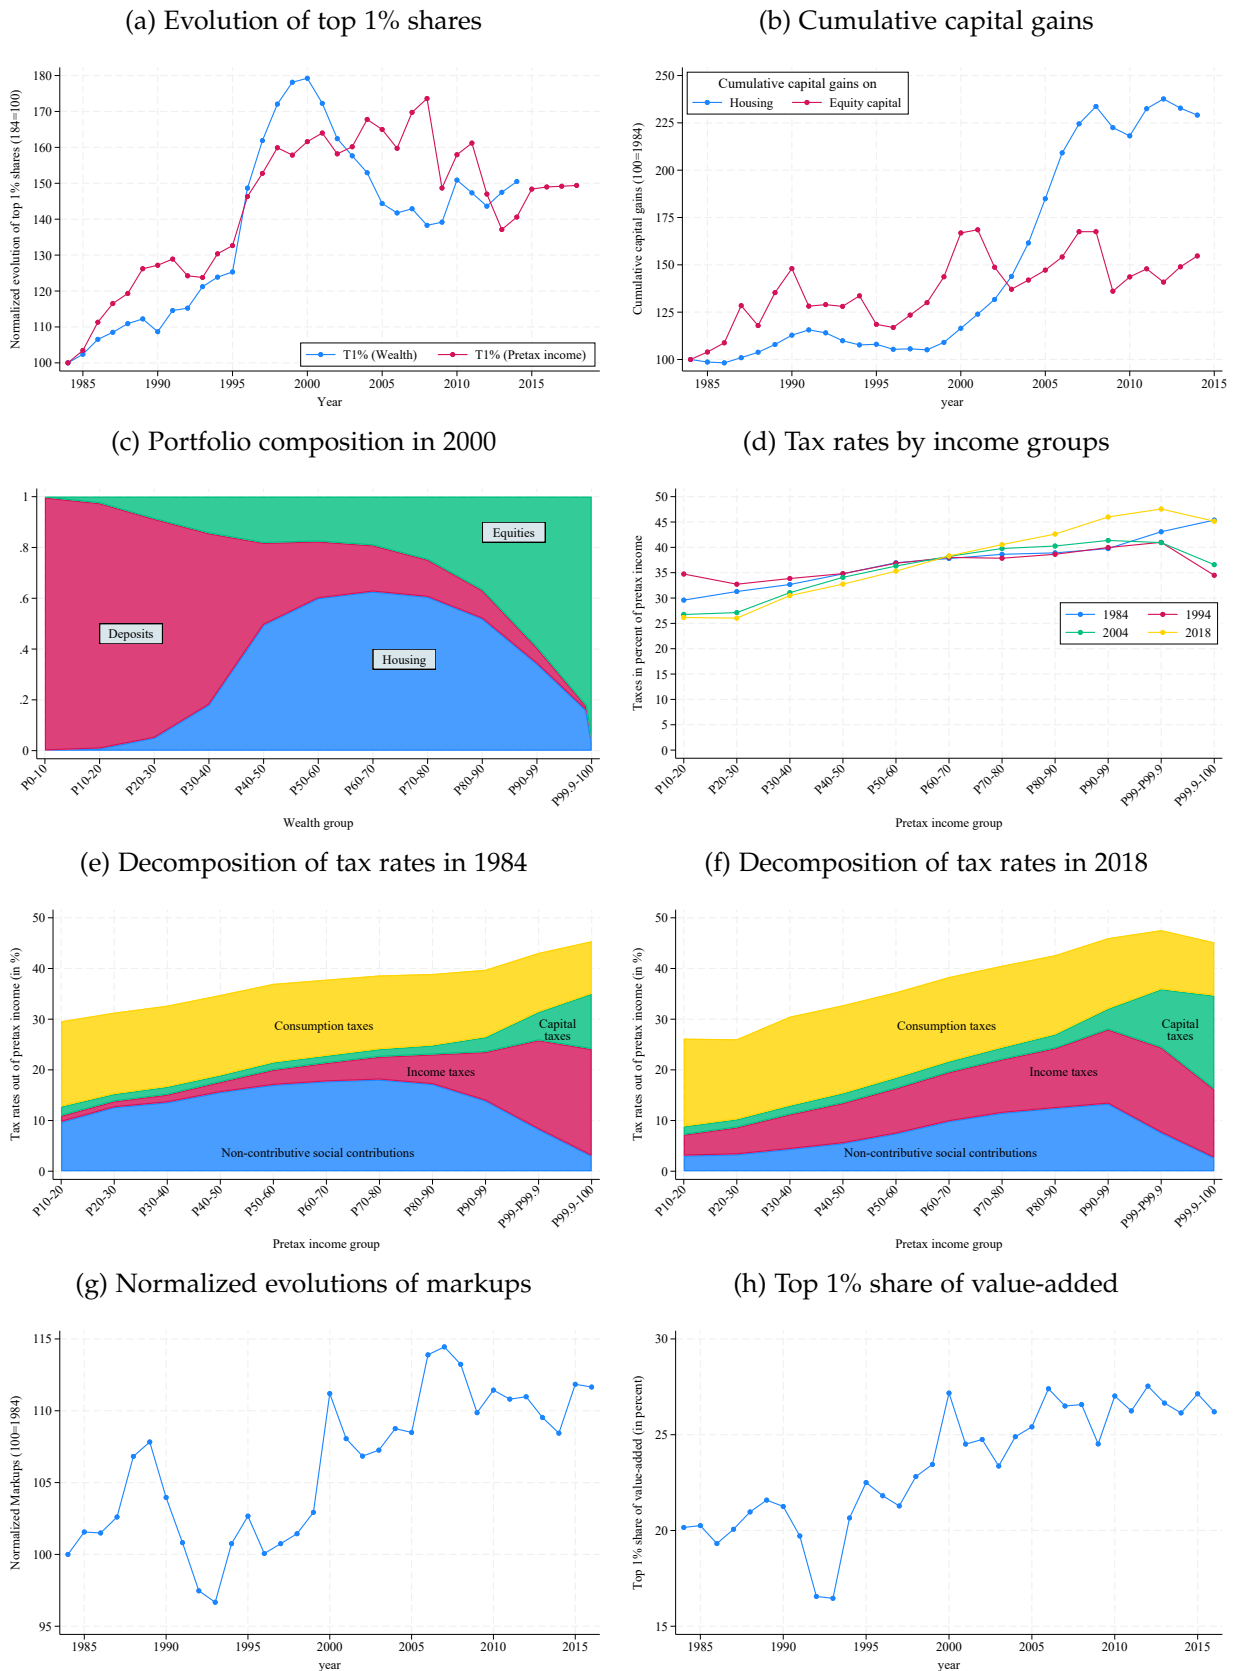 (a) Evolution of top 1% shares
Normalized evolution of top 1% shares (184=100)
180
170
160
150
140
130
120
110
100
T1% (Wealth)
T1% (Pretax income)
1985
1990
1995
2000
2005
2010
2015
Year
(b) Cumulative capital gains
Cumulative capital gains (100=1984)
250
225
200
175
150
125
100
Cumulative capital gains on
Housing
Equity capital
1985
1990
1995
2000
2005
2010
2015
year
(c) Portfolio composition in 2000
1
.8
.6
.4
.2
0
Equities
Deposits
Housing
P0-10
P10-20
P20-30
P30-40
P40-50
P50-60
P60-70
P70-80
P80-90
P90-99
P99.9-100
Wealth group
(d) Tax rates by income groups
Taxes in percent of pretax income
50
45
40
35
30
25
20
15
10
5
0
1984
1994
2004
2018
P10-20
P20-30
P30-40
P40-50
P50-60
P60-70
P70-80
P80-90
P90-99
P99-P99.9
P99.9-100
Pretax income group
(e) Decomposition of tax rates in 1984
Tax rates out of pretax income (in %)
50
40
30
20
10
0
Consumption taxes
Capital
taxes
Income taxes
Non-contributive social contributions
P10-20
P20-30
P30-40
P40-50
P50-60
P60-70
P70-80
P80-90
P90-99
P99-P99.9
P99.9-100
Pretax income group
(f) Decomposition of tax rates in 2018
Tax rates out of pretax income (in %)
50
40
30
20
10
0
Consumption taxes
Capital
taxes
Income taxes
Non-contributive social contributions
P10-20
P20-30
P30-40
P40-50
P50-60
P60-70
P70-80
P80-90
P90-99
P99-P99.9
P99.9-100
Pretax income group
(g) Normalized evolutions of markups
Normalized Markups (100=1984)
115
110
105
100
95
1985
1990
1995
2000
2005
2010
2015
year
(h) Top 1% share of value-added
Top 1% share of value-added (in percent)
30
25
20
15
1985
1990
1995
2000
2005
2010
2015
year